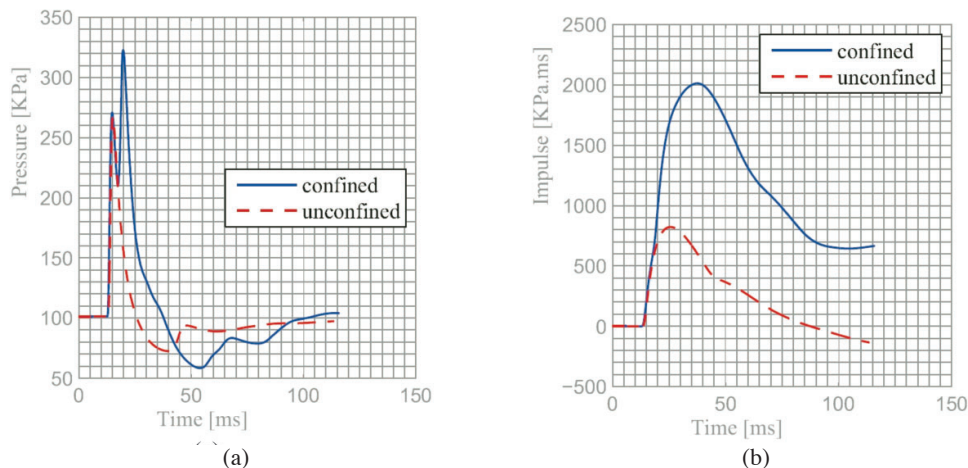 350
300
250
200
150
100
50
Pressure [KPa]
confined
unconfined
0
50
100
150
Time [ms]
(a)
2500
2000
1500
1000
500
0
−500
Impulse [KPa.ms]
confined
unconfined
0
50
100
150
Time [ms]
(b)